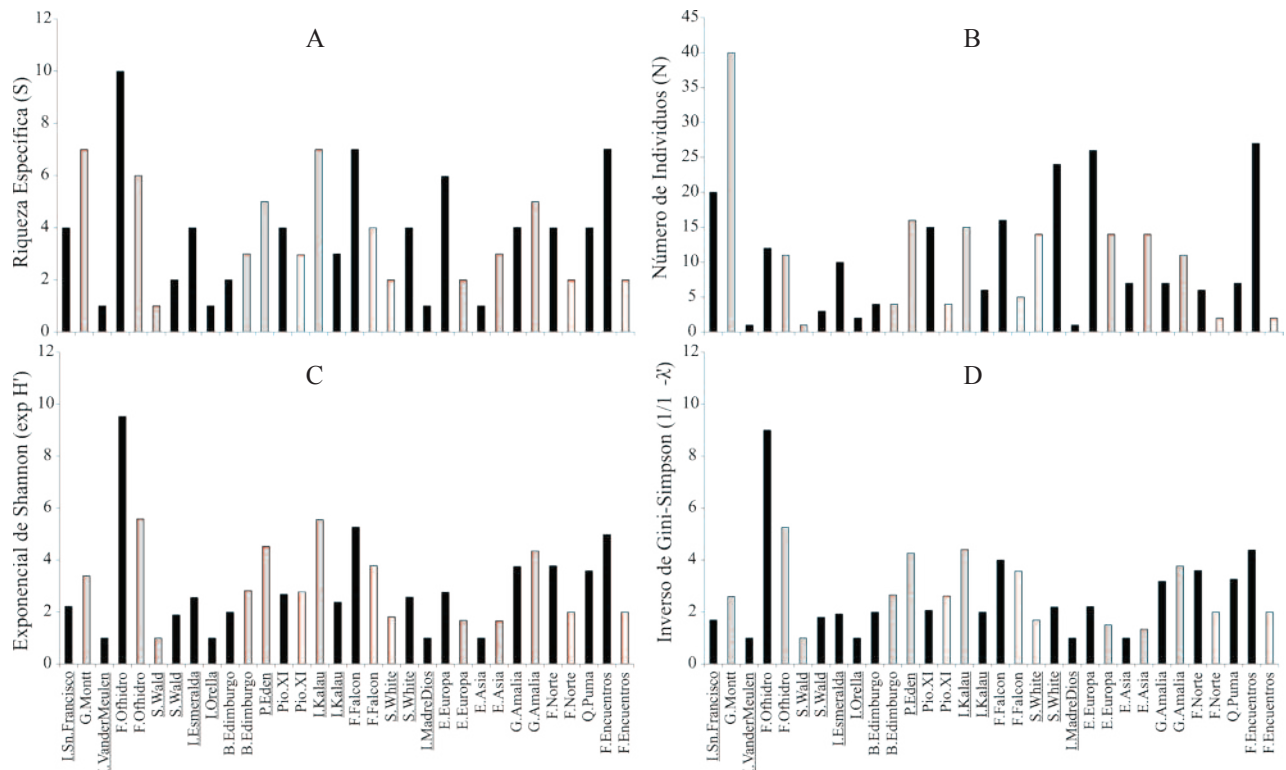 A
Riqueza Específica (S)
12
10
8
6
4
2
0
B
Número de Individuos (N)
45
40
35
30
25
20
15
10
5
0
C
Exponencial de Shannon (exp H')
12
10
8
6
4
2
0
I.Sn.Francisco
G.Montt
.VanderMeulen
F.Ofhidro
F.Ofhidro
S.Wald
S.Wald
I.Esmeralda
I.Orella
B.Edimburgo
B.Edimburgo
P.Eden
Pio.XI
Pio.XI
I.Kalau
I.Kalau
F.Falcon
F.Falcon
S.White
S.White
I.MadreDios
E.Europa
E.Europa
E.Asia
E.Asia
G.Amalia
G.Amalia
F.Norte
F.Norte
Q.Puma
F.Encuentros
F.Encuentros
D
Inverso de Gini-Simpson (1/1 -λ')
12
10
8
6
4
2
0
I.Sn.Francisco
G.Montt
.VanderMeulen
F.Ofhidro
F.Ofhidro
S.Wald
S.Wald
I.Esmeralda
I.Orella
B.Edimburgo
B.Edimburgo
P.Eden
Pio.XI
Pio.XI
I.Kalau
I.Kalau
F.Falcon
F.Falcon
S.White
S.White
I.MadreDios
E.Europa
E.Europa
E.Asia
E.Asia
G.Amalia
G.Amalia
F.Norte
F.Norte
Q.Puma
F.Encuentros
F.Encuentros